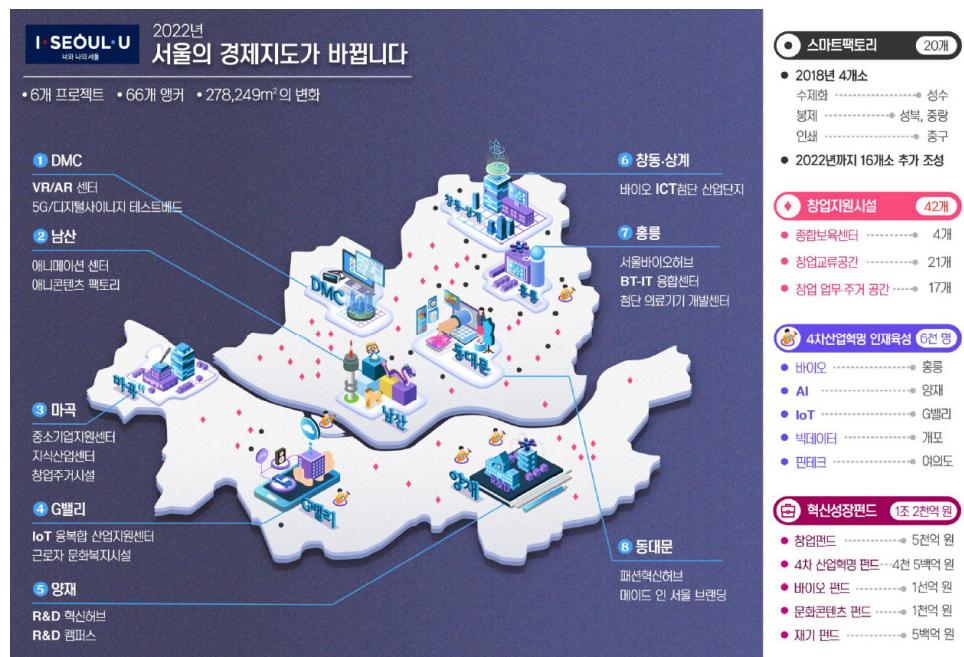 I·SEOUL·U
너와 나의 서울
2022년
서울의 경제지도가 바뀝니다
• 6개 프로젝트 • 66개 앵커 • 278,249m²의 변화
1 DMC
VR/AR 센터
5G/디지털사이니지 테스트베드
2 남산
애니메이션 센터
애니콘텐츠 팩토리
3 마곡
중소기업지원센터
지식산업센터
창업주거시설
4 G밸리
IoT 융복합 산업지원센터
근로자 문화복지시설
5 양재
R&D 혁신허브
R&D 캠퍼스
6 창동·상계
바이오 ICT첨단 산업단지
7 홍릉
서울바이오허브
BT-IT 융합센터
첨단 의료기기 개발센터
8 동대문
패션혁신허브
메이드 인 서울 브랜딩
창동·상계
홍릉
DMC
동대문
남산
마곡
G밸리
양재
R&D
스마트팩토리 20개
• 2018년 4개소
수제화 성수
봉제 성북, 중랑
인쇄 중구
• 2022년까지 16개소 추가 조성
창업지원시설 42개
• 종합보육센터 4개
• 창업교류공간 21개
• 창업 업무·주거 공간 17개
4차산업혁명 인재육성 6천 명
• 바이오 홍릉
• AI 양재
• IoT G밸리
• 빅데이터 개포
• 핀테크 여의도
혁신성장펀드 1조 2천억 원
• 창업펀드 5천억 원
• 4차 산업혁명 펀드 4천 5백억 원
• 바이오 펀드 1선억 원
• 문화콘텐츠 펀드 1천억 원
• 재기 펀드 5백억 원